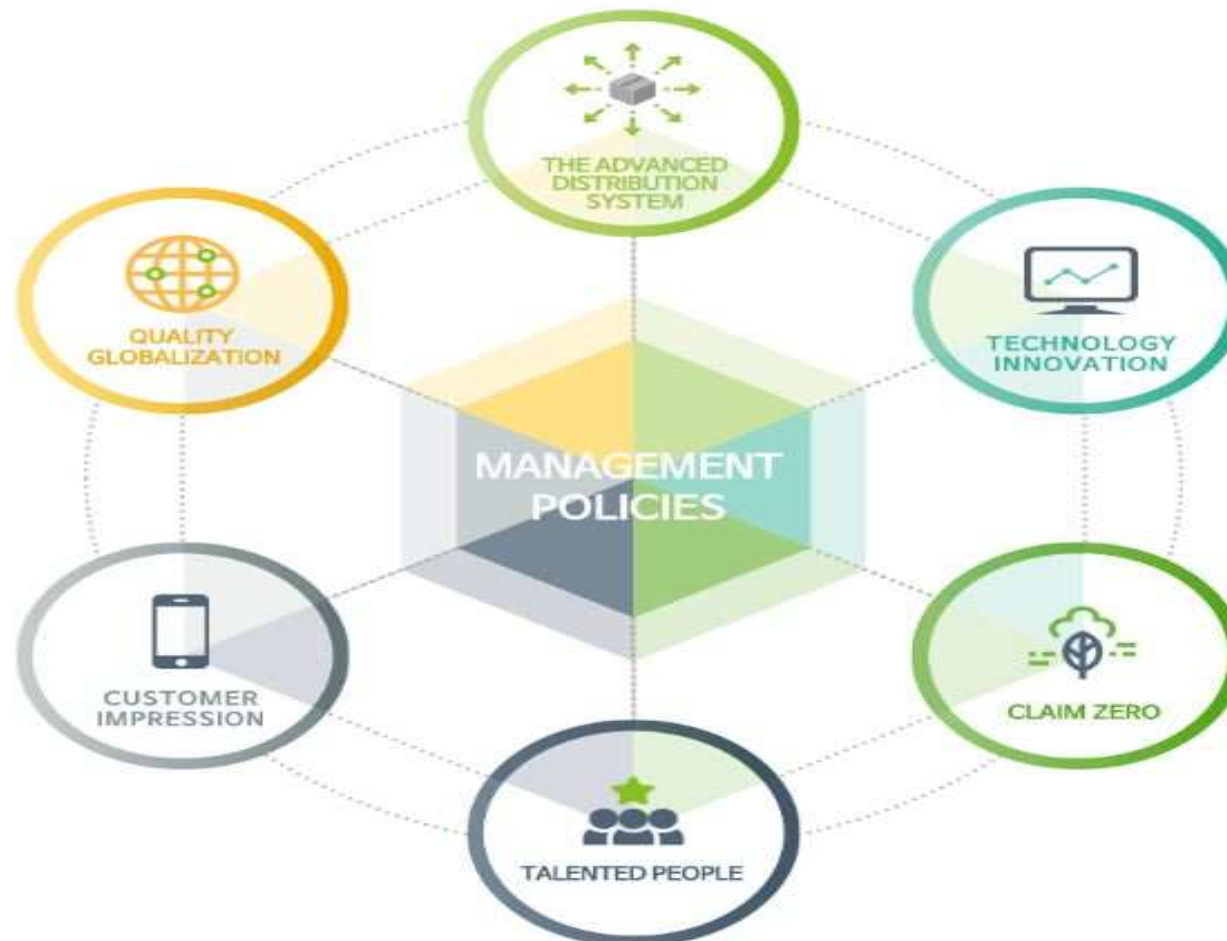 THE ADVANCED
DISTRIBUTION
SYSTEM
QUALITY
GLOBALIZATION
TECHNOLOGY
INNOVATION
MANAGEMENT
POLICIES
CUSTOMER
IMPRESSION
CLAIM ZERO
TALENTED PEOPLE